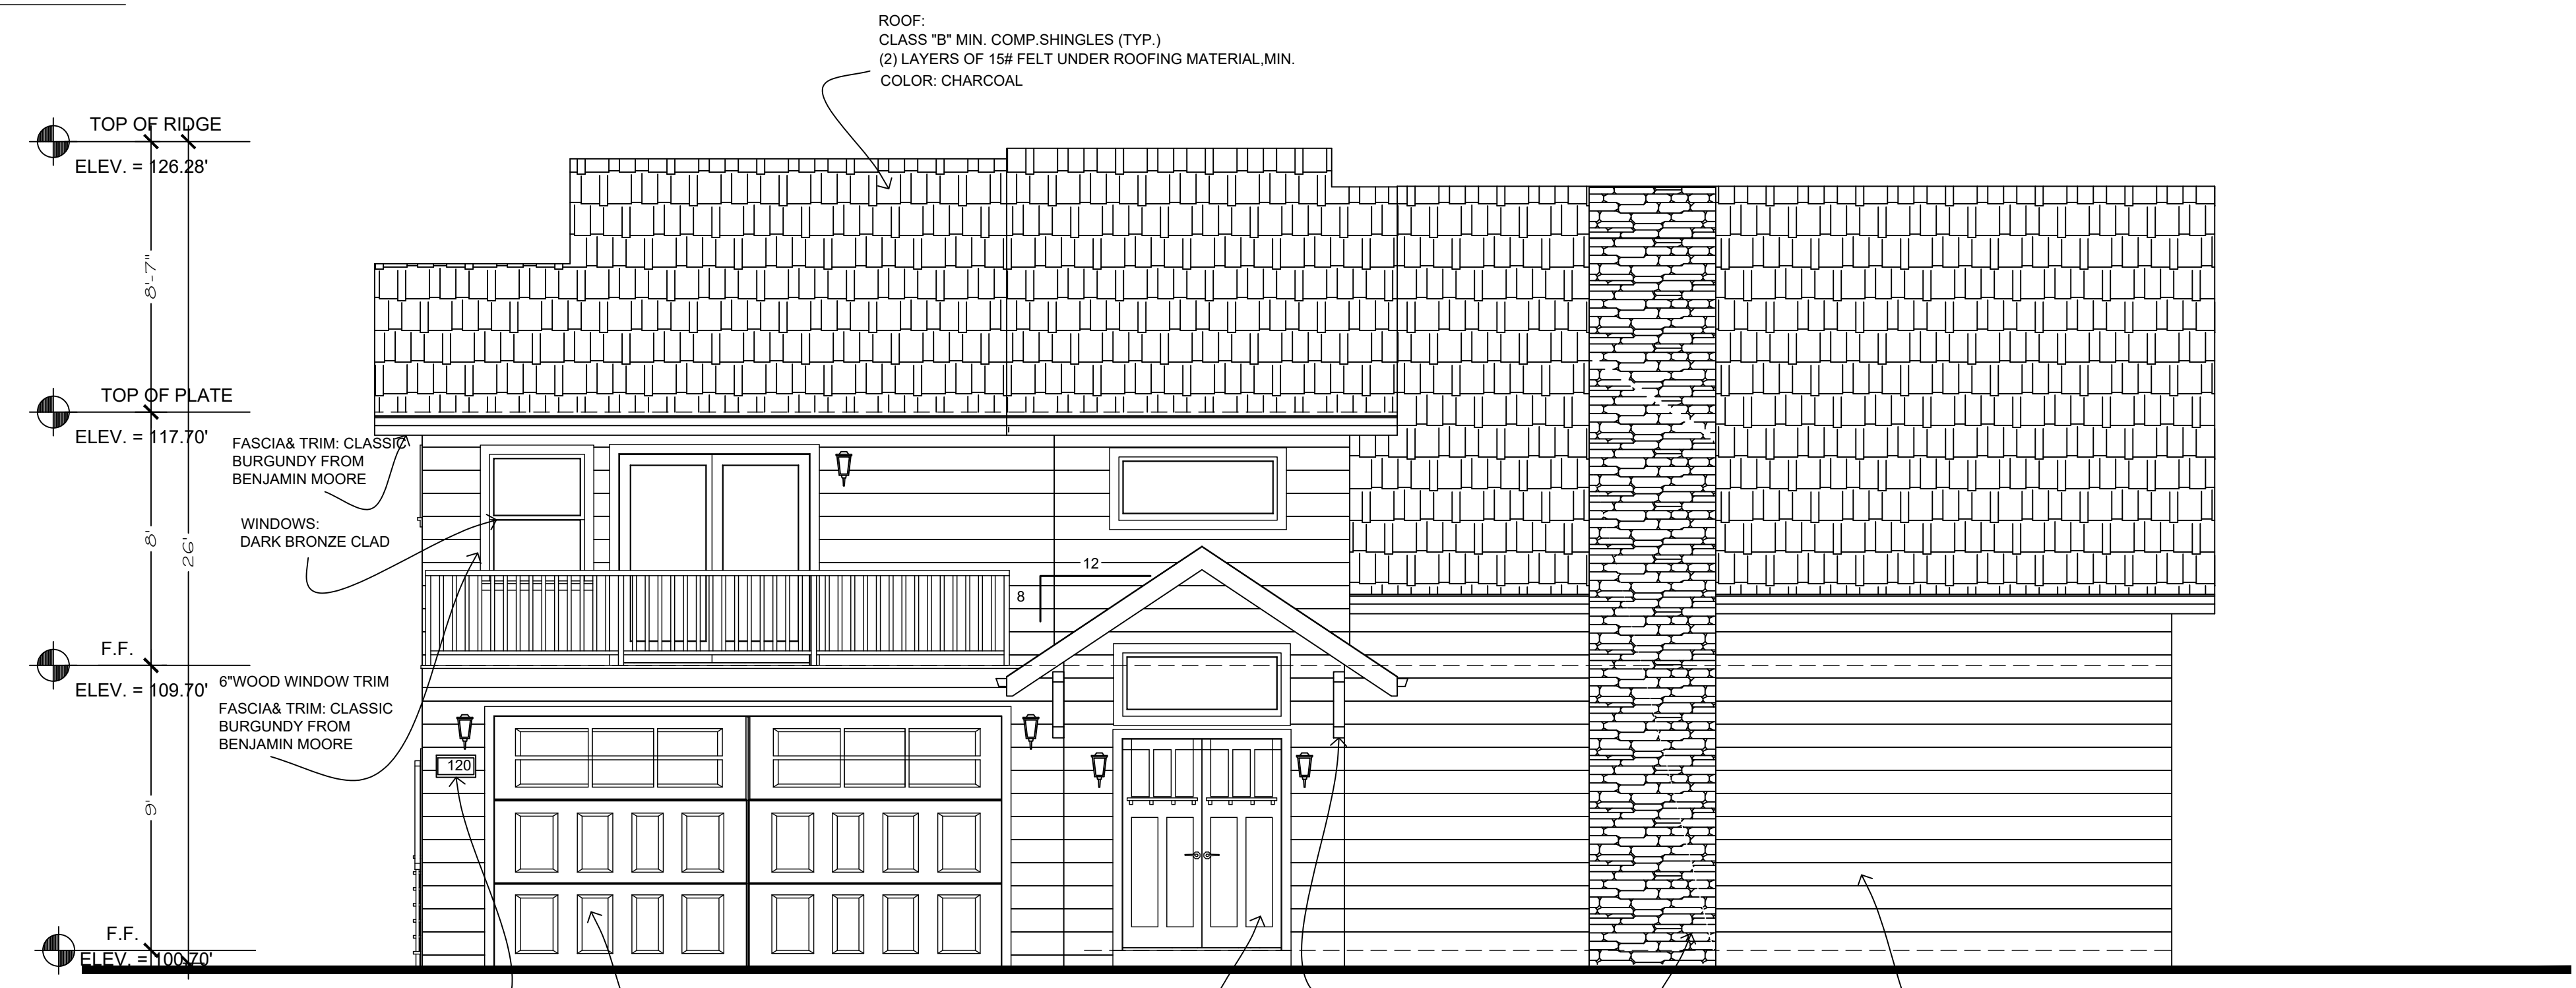 ROOF:
CLASS "B" MIN. COMP.SHINGLES (TYP.)
(2) LAYERS OF 15# FELT UNDER ROOFING MATERIAL,MIN.
COLOR: CHARCOAL
TOP OF RIDGE
ELEV. = 126.28'
8'-7"
TOP OF PLATE
ELEV. = 117.70'
FASCIA& TRIM: CLASSIC
BURGUNDY FROM
BENJAMIN MOORE
WINDOWS:
DARK BRONZE CLAD
8'
26'
12
8
F.F.
ELEV. = 109.70'
6"WOOD WINDOW TRIM
FASCIA& TRIM: CLASSIC
BURGUNDY FROM
BENJAMIN MOORE
120
9'
F.F.
ELEV. = 100.70'